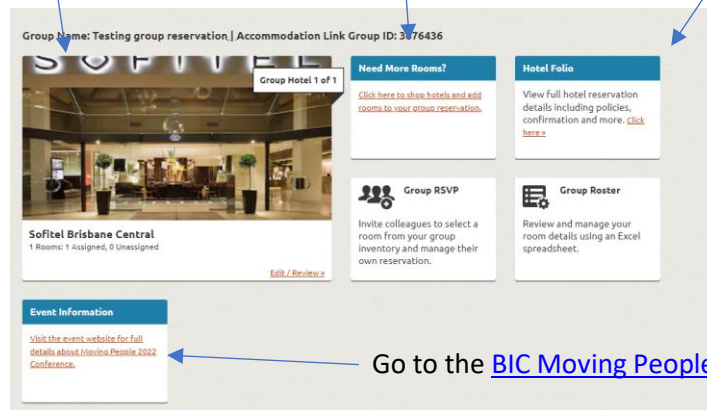 Group Name: Testing group reservation | Accommodation Link Group ID: 3676436
SOFITEL
Group Hotel 1 of 1
Sofitel Brisbane Central
1 Rooms: 1 Assigned, 0 Unassigned
Edit / Review »
Need More Rooms?
Click here to shop hotels and add
rooms to your group reservation.
Hotel Folio
View full hotel reservation
details including policies,
confirmation and more. Click
here »
Group RSVP
Invite colleagues to select a
room from your group
inventory and manage their
own reservation.
Group Roster
Review and manage your
room details using an Excel
spreadsheet.
Event Information
Visit the event website for full
details about Moving People 2022
Conference.
Go to the BIC Moving People